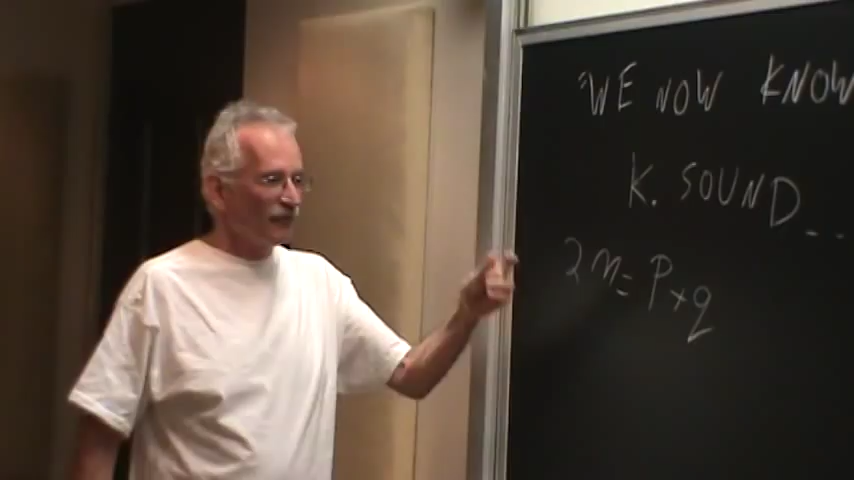 "WE NOW KNOW
K. SOUND...
2n = P + q